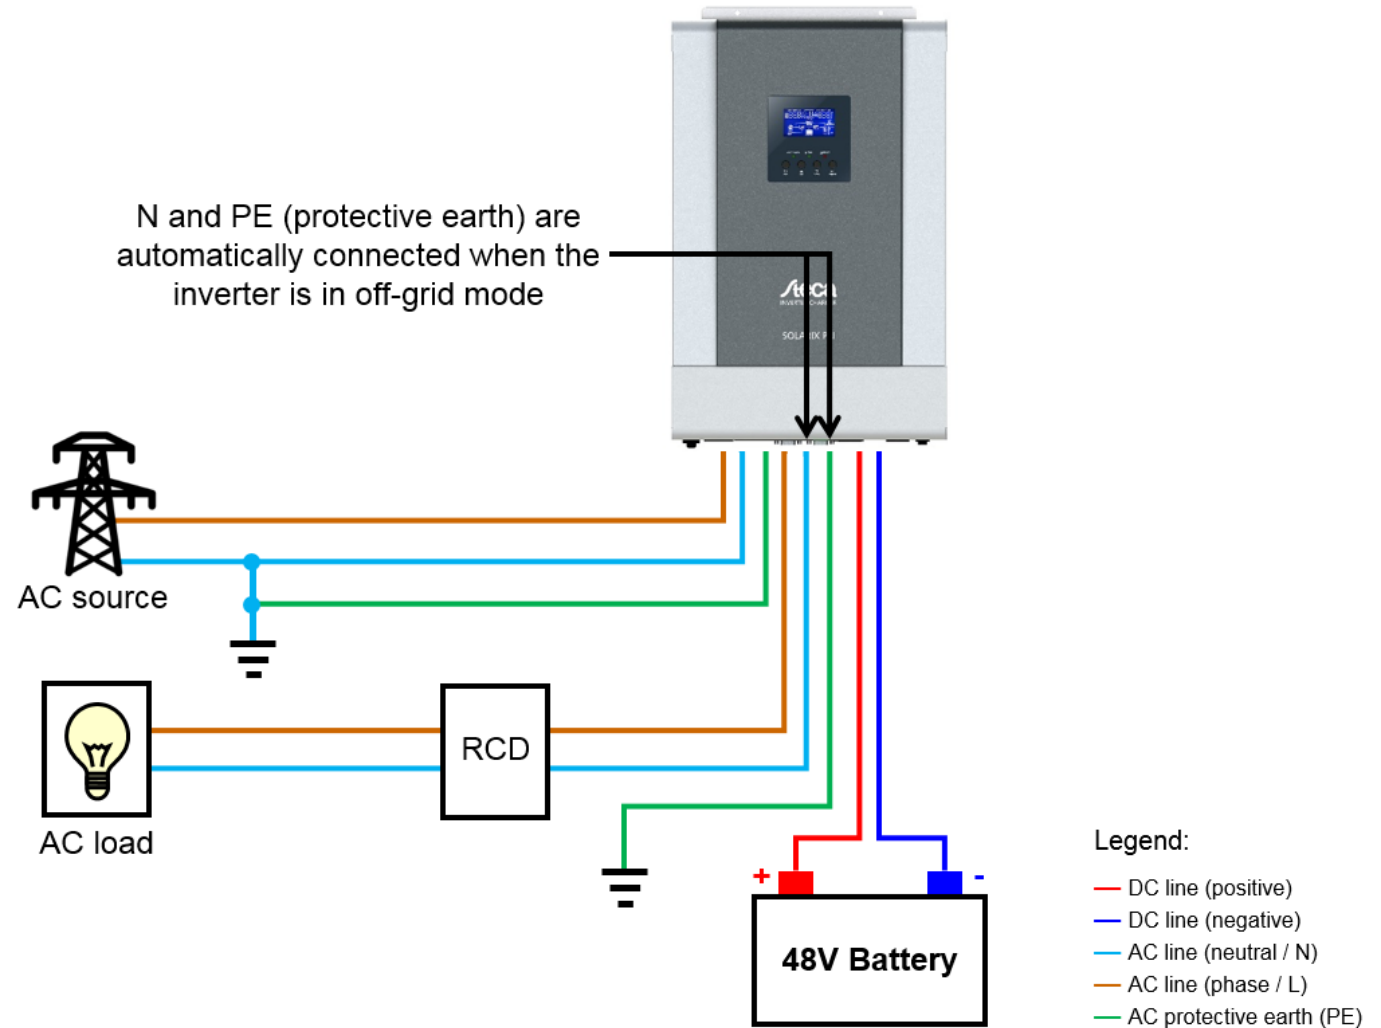 N and PE (protective earth) are
automatically connected when the
inverter is in off-grid mode
Steca
SOLARIX P I
AC source
RCD
AC load
+
-
48V Battery
Legend:
DC line (positive)
DC line (negative)
AC line (neutral / N)
AC line (phase / L)
AC protective earth (PE)